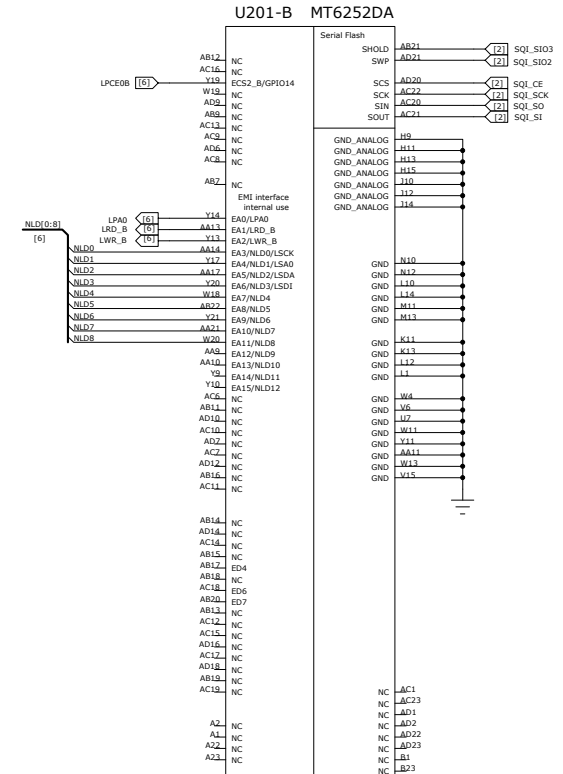 U201-B MT6252DA
Serial Flash
AB12 NC
AC16 NC
LPCE0B [6] Y19 ECS2_B/GPIO14
W19 NC
AD9 NC
AB9 NC
AC13 NC
AC9 NC
AD6 NC
AC8 NC
AB7 NC
EMI interface
internal use
LPA0 [6] Y14 EA0/LPA0
LRD_B [6] AA13 EA1/LRD_B
LWR_B [6] Y13 EA2/LWR_B
NLD[0:8]
[6]
NLD0 AA14 EA3/NLD0/LSCK
NLD1 Y17 EA4/NLD1/LSA0
NLD2 AA17 EA5/NLD2/LSDA
NLD3 Y20 EA6/NLD3/LSDI
NLD4 W18 EA7/NLD4
NLD5 AB22 EA8/NLD5
NLD6 Y21 EA9/NLD6
NLD7 AA21 EA10/NLD7
NLD8 W20 EA11/NLD8
AA9 EA12/NLD9
AA10 EA13/NLD10
Y9 EA14/NLD11
Y10 EA15/NLD12
AC6 NC
AB11 NC
AD10 NC
AC10 NC
AD7 NC
AC7 NC
AD12 NC
AB16 NC
AC11 NC
AB14 NC
AD14 NC
AC14 NC
AB15 NC
AB17 ED4
AB18 NC
AC18 ED6
AB20 ED7
AB13 NC
AC12 NC
AC15 NC
AD16 NC
AC17 NC
AD18 NC
AB19 NC
AC19 NC
A2 NC
A1 NC
A22 NC
A23 NC
SHOLD AB21 [2] SQI_SIO3
SWP AD21 [2] SQI_SIO2
SCS AD20 [2] SQI_CE
SCK AC22 [2] SQI_SCK
SIN AC20 [2] SQI_SO
SOUT AC21 [2] SQI_SI
GND_ANALOG H9
GND_ANALOG H11
GND_ANALOG H13
GND_ANALOG H15
GND_ANALOG J10
GND_ANALOG J12
GND_ANALOG J14
GND N10
GND N12
GND L10
GND L14
GND M11
GND M13
GND K11
GND K13
GND L12
GND L1
GND W4
GND V6
GND U7
GND W11
GND Y11
GND AA11
GND W13
GND V15
NC AC1
NC AC23
NC AD1
NC AD2
NC AD22
NC AD23
NC B1
NC B23